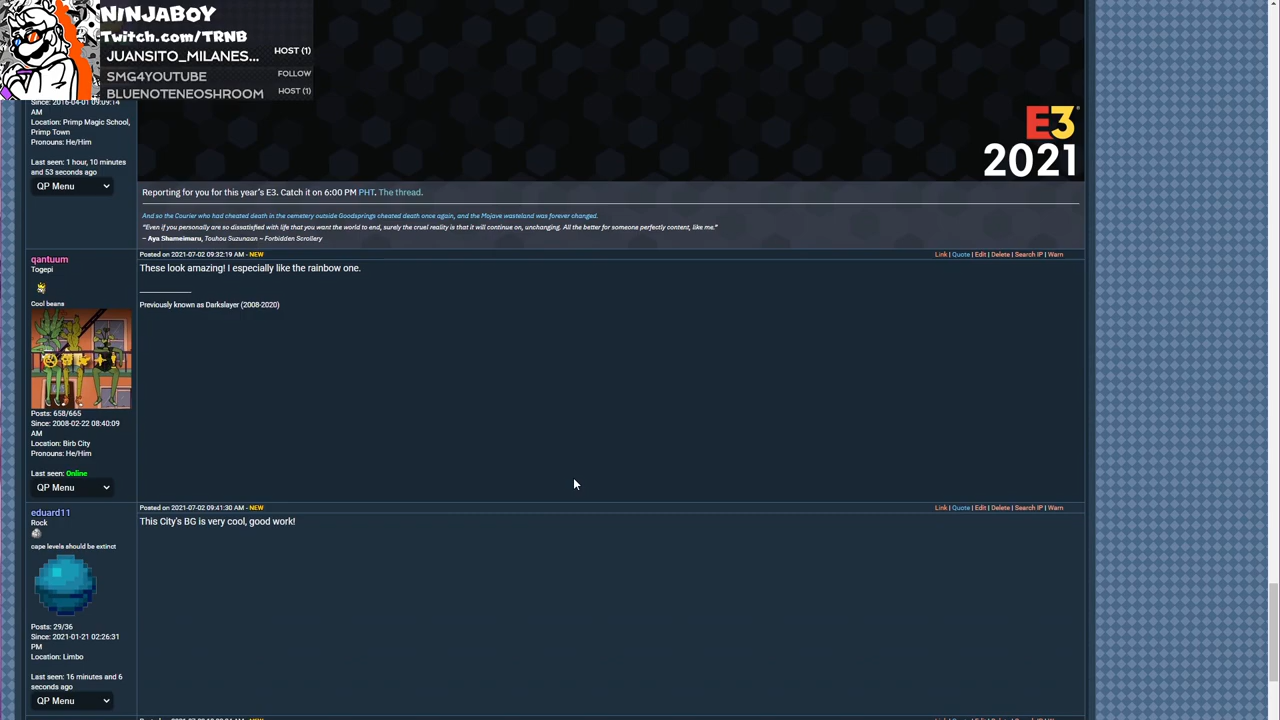 NINJABOY
Twitch.com/TRNB
JUANSITO_MILANES... HOST (1)
SMG4YOUTUBE FOLLOW
BLUENOTENEOSHROOM HOST (1)
Since: 2016-04-01 09:09:14
AM
Location: Primp Magic School,
Primp Town
Pronouns: He/Him
Last seen: 1 hour, 10 minutes
and 53 seconds ago
QP Menu
E3
2021
Reporting for you for this year's E3. Catch it on 6:00 PM PHT. The thread.
And so the Courier who had cheated death in the cemetery outside Goodsprings cheated death once again, and the Mojave wasteland was forever changed.
"Even if you personally are so dissatisfied with life that you want the world to end, surely the cruel reality is that it will continue on, unchanging. All the better for someone perfectly content, like me."
– Aya Shameimaru, Touhou Suzunaan – Forbidden Scrollery
qantuum
Togepi
Cool beans
Posts: 658/665
Since: 2008-02-22 08:40:09
AM
Location: Birb City
Pronouns: He/Him
Last seen: Online
QP Menu
Posted on 2021-07-02 09:32:19 AM - NEW
Link | Quote | Edit | Delete | Search IP | Warn
These look amazing! I especially like the rainbow one.
Previously known as Darkslayer (2008-2020)
eduard11
Rock
cape levels should be extinct
Posts: 29/36
Since: 2021-01-21 02:26:31
PM
Location: Limbo
Last seen: 16 minutes and 6
seconds ago
QP Menu
Posted on 2021-07-02 09:41:30 AM - NEW
Link | Quote | Edit | Delete | Search IP | Warn
This City's BG is very cool, good work!